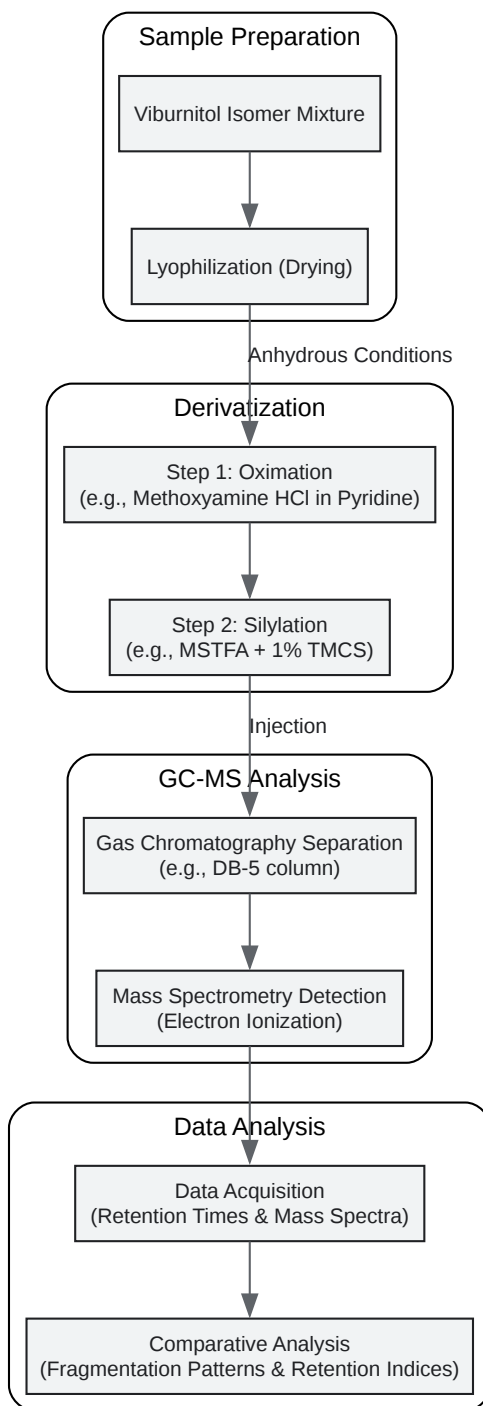 Sample Preparation
Viburnitol Isomer Mixture
Lyophilization (Drying)
Anhydrous Conditions
Derivatization
Step 1: Oximation
(e.g., Methoxyamine HCl in Pyridine)
Step 2: Silylation
(e.g., MSTFA + 1% TMCS)
Injection
GC-MS Analysis
Gas Chromatography Separation
(e.g., DB-5 column)
Mass Spectrometry Detection
(Electron Ionization)
Data Analysis
Data Acquisition
(Retention Times & Mass Spectra)
Comparative Analysis
(Fragmentation Patterns & Retention Indices)